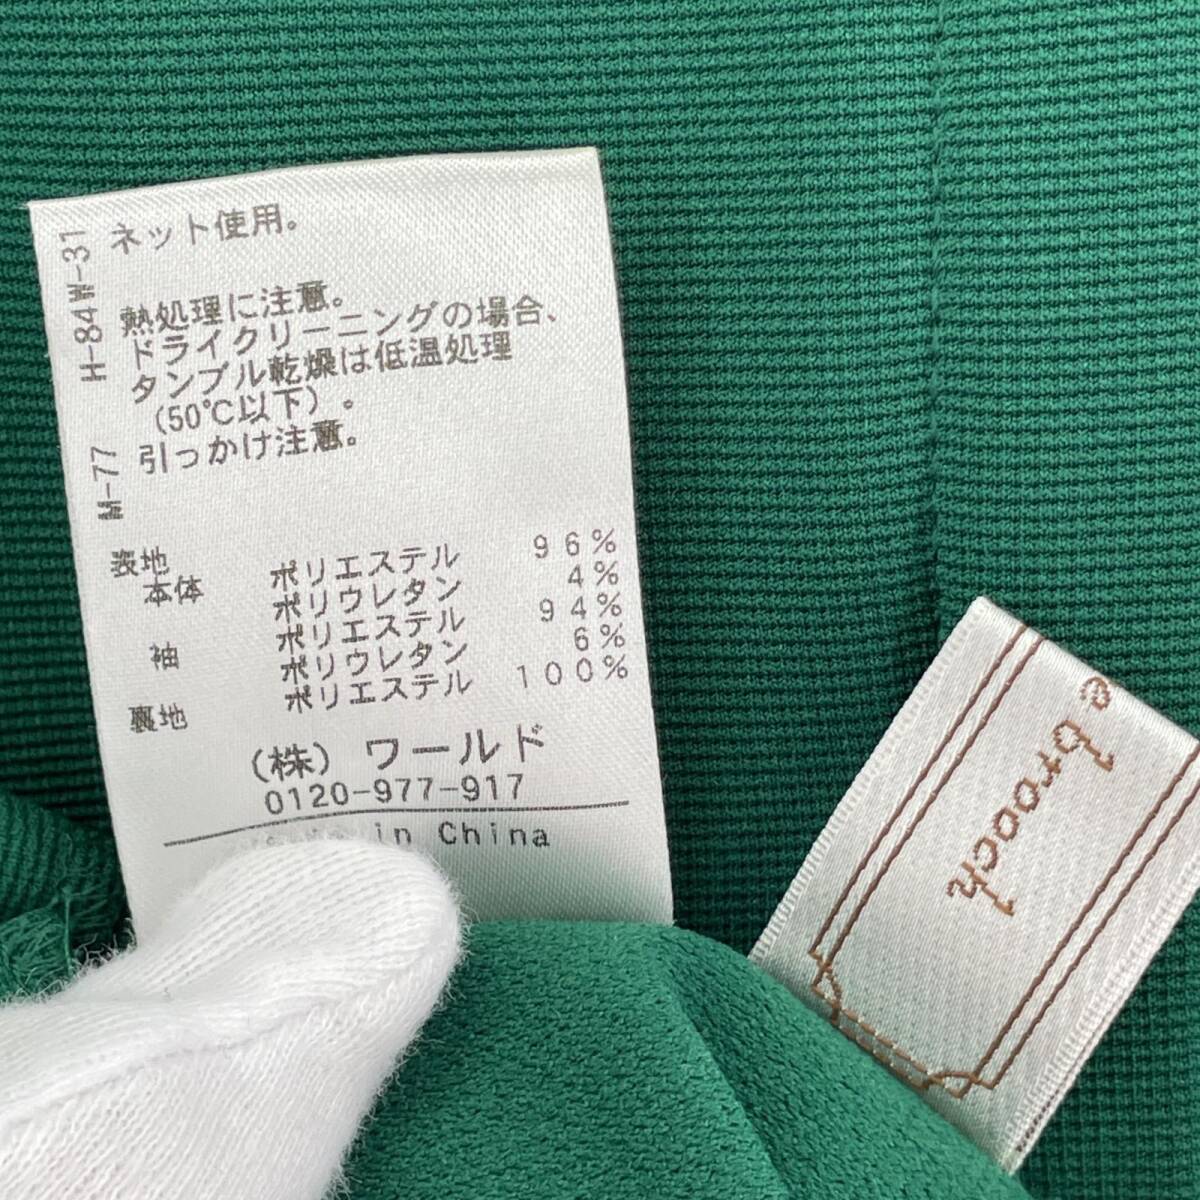 ネット使用。
熱処理に注意。
ドライクリーニングの場合、
タンブル乾燥は低温処理
(50℃以下)。
引っかけ注意。
M-77 H-84 W-31
表地
本体 ポリエステル 96%
ポリウレタン 4%
袖 ポリエステル 94%
ポリウレタン 6%
裏地 ポリエステル 100%
(株) ワールド
0120-977-917
in China
e brooch